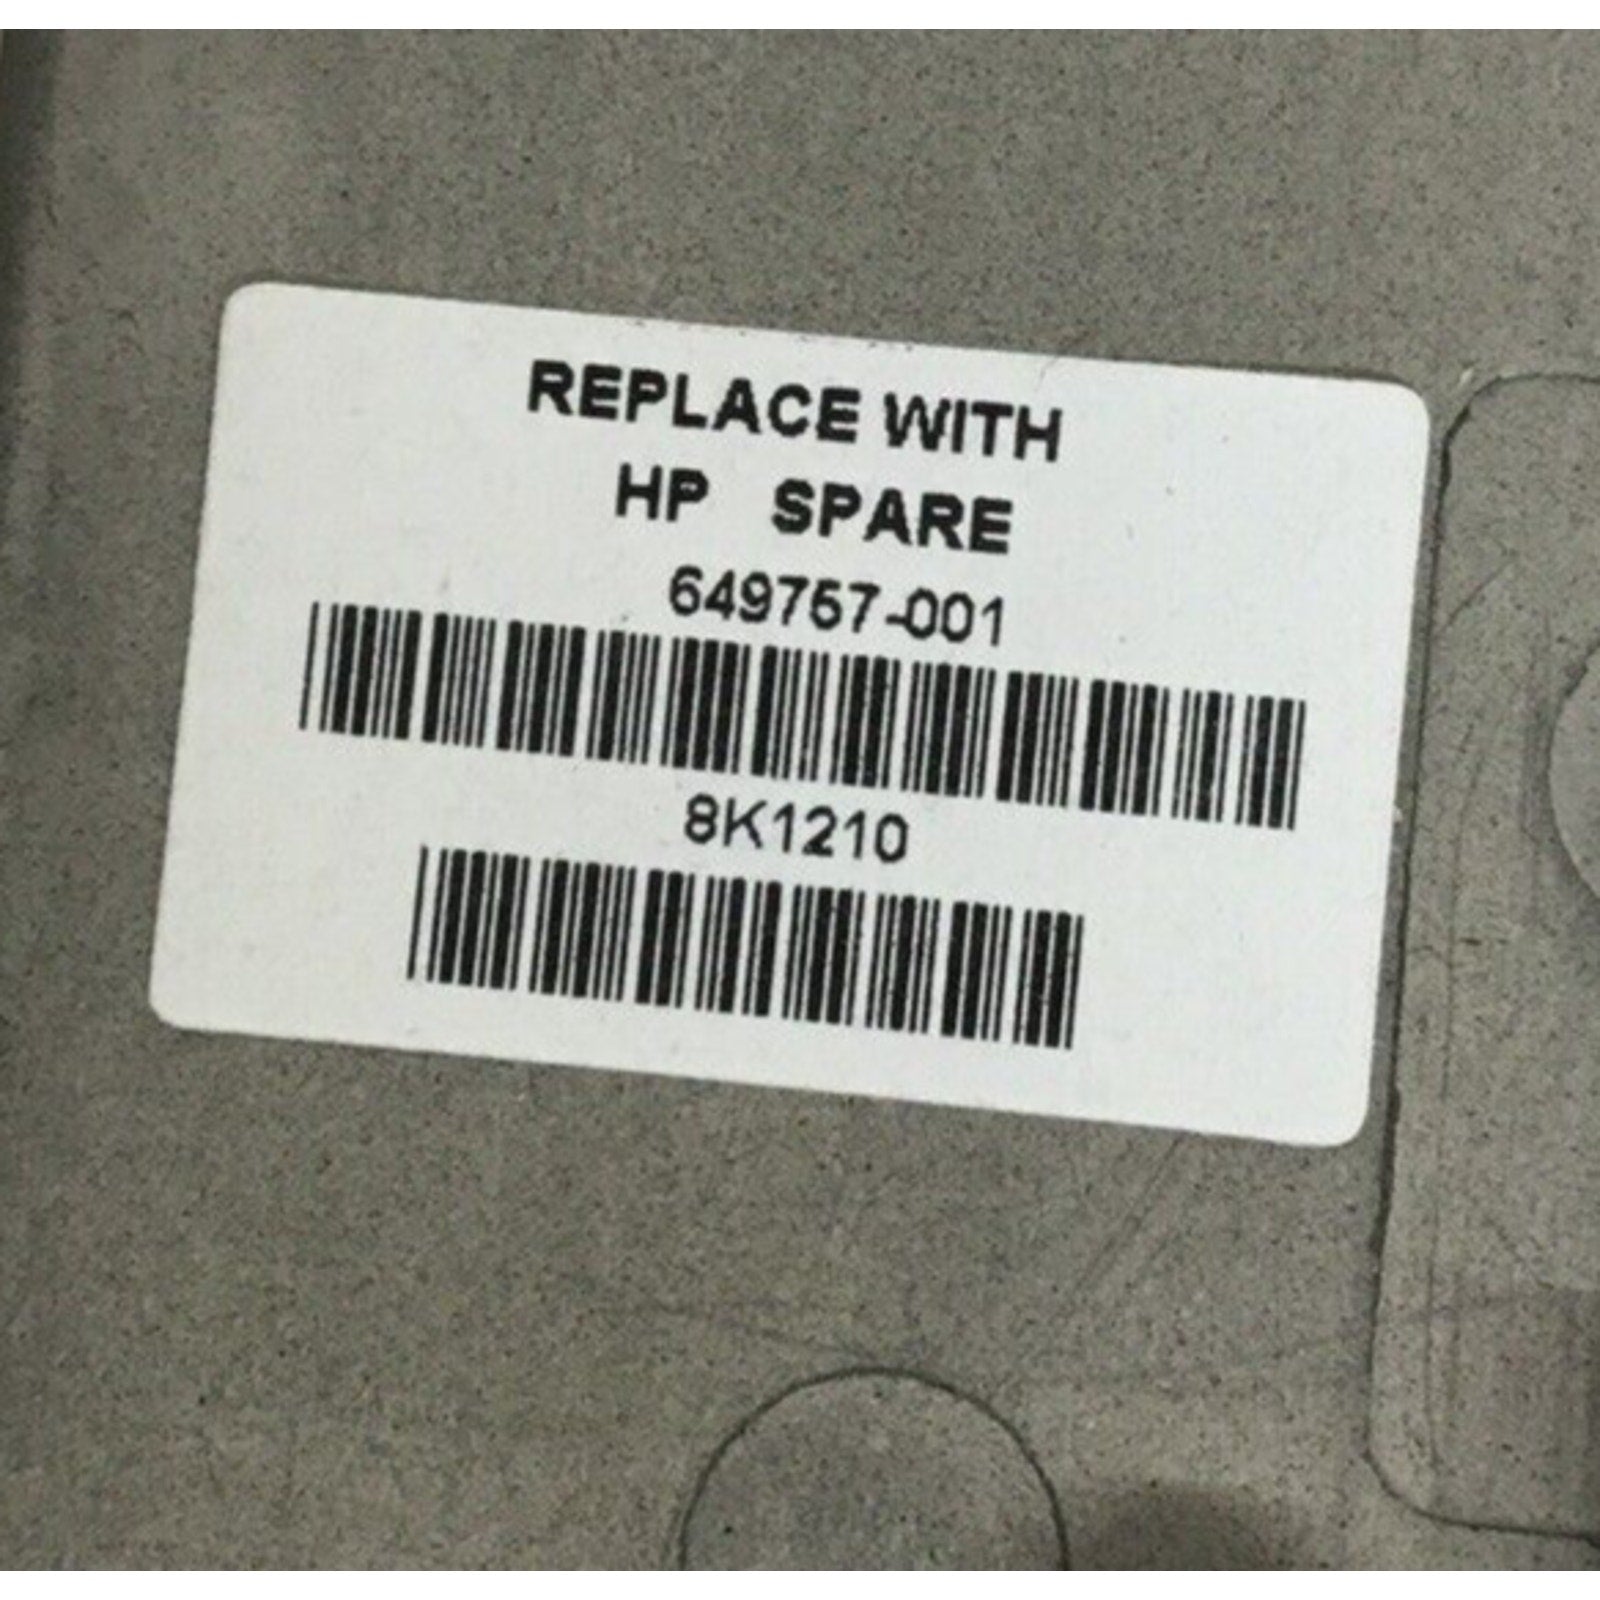 REPLACE WITH
HP SPARE
649757-001
8K1210